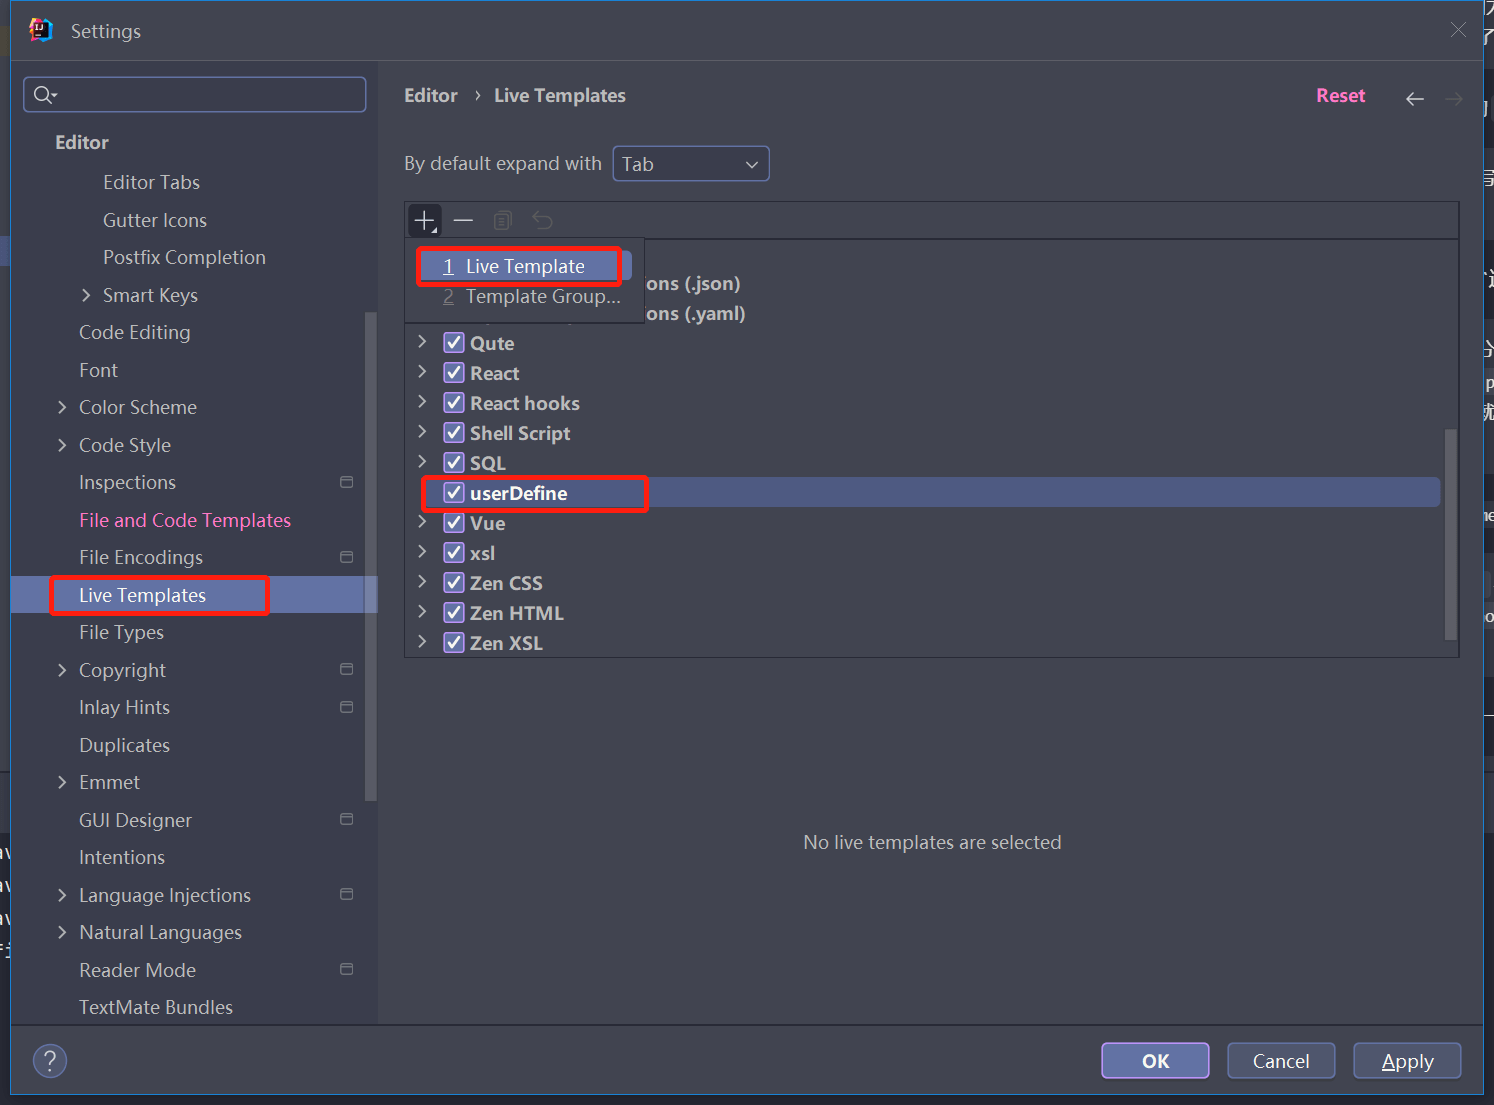 Settings
Editor › Live Templates
Reset
By default expand with Tab
Editor
Editor Tabs
Gutter Icons
Postfix Completion
Smart Keys
Code Editing
Font
Color Scheme
Code Style
Inspections
File and Code Templates
File Encodings
Live Templates
File Types
Copyright
Inlay Hints
Duplicates
Emmet
GUI Designer
Intentions
Language Injections
Natural Languages
Reader Mode
TextMate Bundles
1 Live Template
2 Template Group...
ons (.json)
ons (.yaml)
Qute
React
React hooks
Shell Script
SQL
userDefine
Vue
xsl
Zen CSS
Zen HTML
Zen XSL
No live templates are selected
?
OK
Cancel
Apply